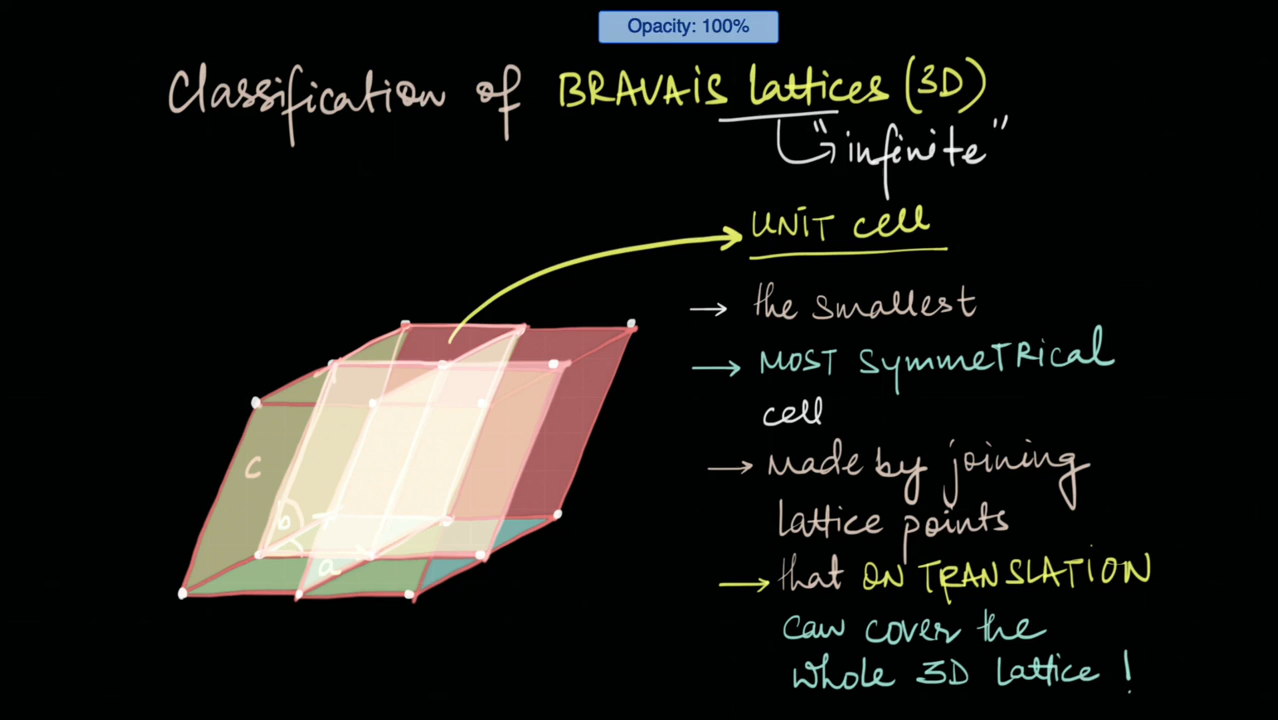 Opacity: 100%
Classification of BRAVAIS lattices (3D)
"infinite"
UNIT cell
→ the smallest
→ MOST SymmeTRical
cell
→ made by joining
lattice points
→ that ON TRANSLATION
can cover the
whole 3D lattice !
c
b
a